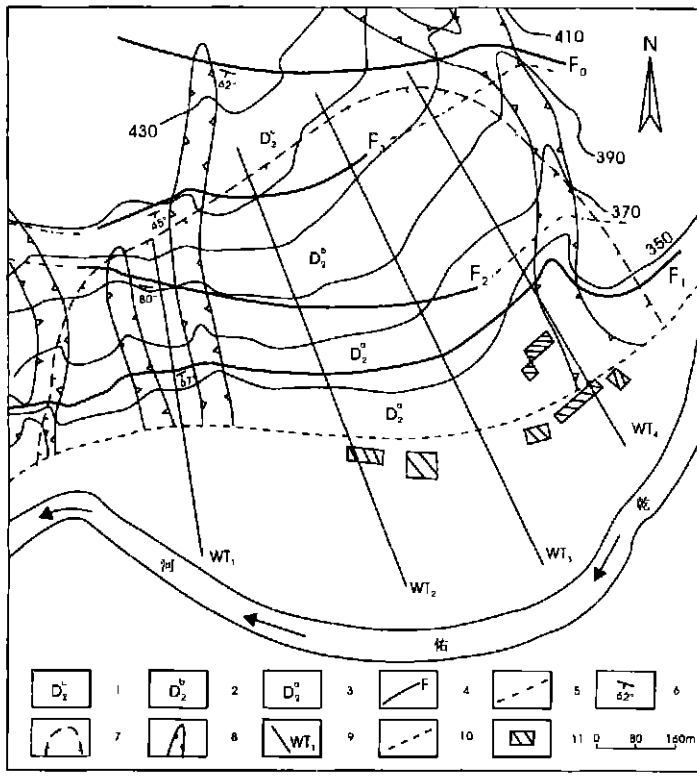 410
N
F₀
62°
430
D₂ᶜ
F₃
390
370
45°
D₂ᵇ
350
80°
F₂
F₁
D₂ᵃ
67°
D₂ᵃ
WT₄
WT₁
河
WT₂
WT₃
乾
佑
D₂ᶜ 1 D₂ᵇ 2 D₂ᵃ 3 F 4 5 62° 6
7 8 WT₁ 9 10 11 0 80 160m